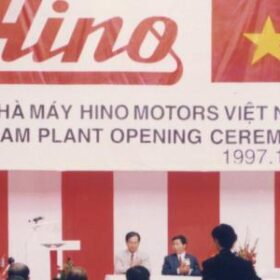 Hino
HÀ MÁY HINO MOTORS VIỆT N
AM PLANT OPENING CEREM
1997.1